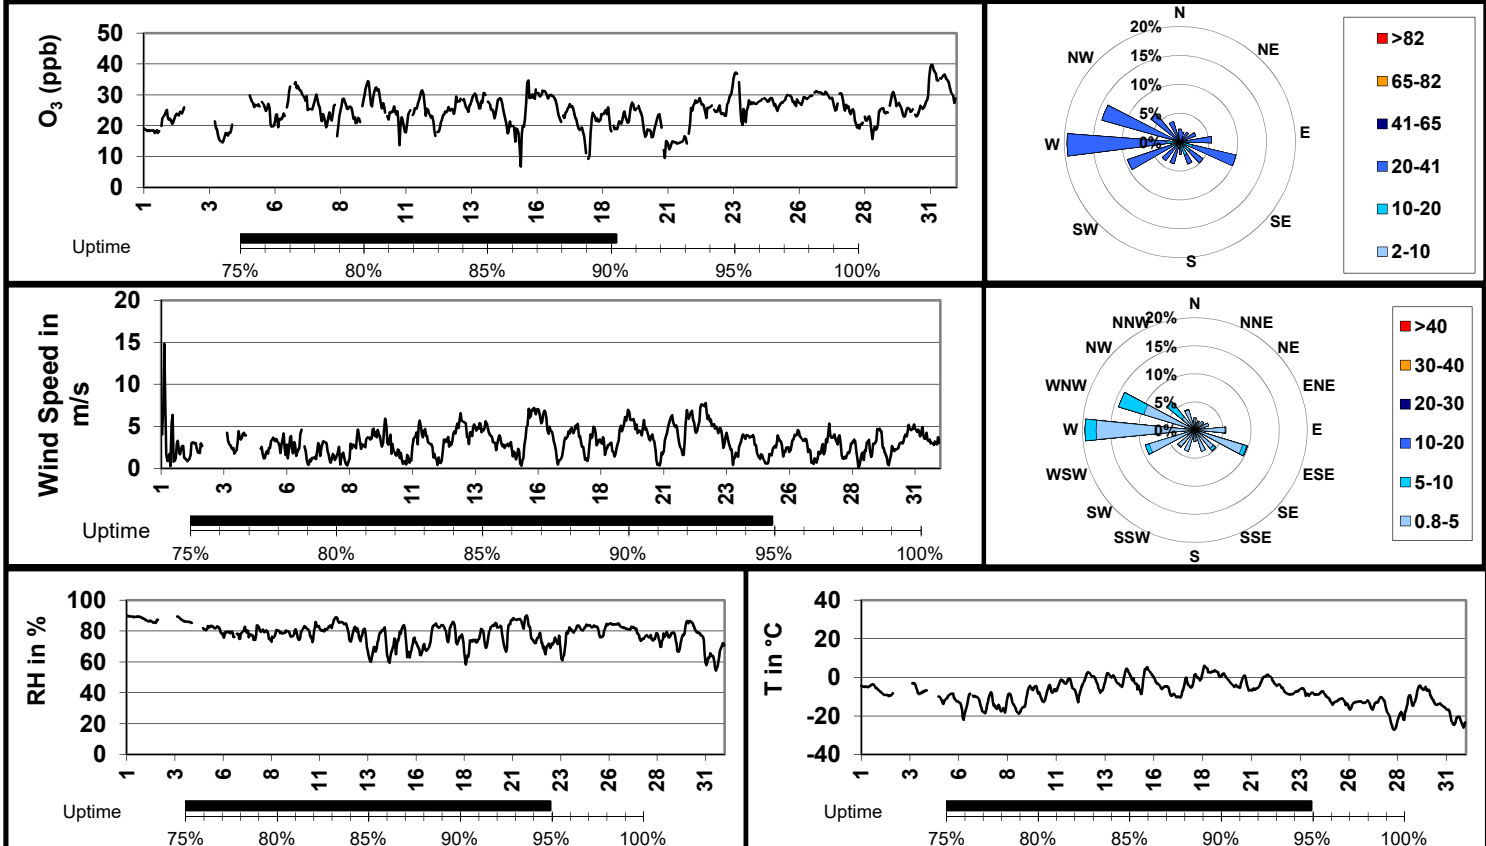 O3 (ppb)
50
40
30
20
10
0
1 3 6 8 11 13 16 18 21 23 26 28 31
Uptime
75% 80% 85% 90% 95% 100%
N
NE
E
SE
S
SW
W
NW
20%
15%
10%
5%
0%
>82
65-82
41-65
20-41
10-20
2-10
Wind Speed in
m/s
20
15
10
5
0
1 3 6 8 11 13 16 18 21 23 26 28 31
Uptime
75% 80% 85% 90% 95% 100%
N
NNE
NE
ENE
E
ESE
SE
SSE
S
SSW
SW
WSW
W
WNW
NW
NNW
20%
15%
10%
5%
0%
>40
30-40
20-30
10-20
5-10
0.8-5
RH in %
100
80
60
40
20
0
1 3 6 8 11 13 16 18 21 23 26 28 31
Uptime
75% 80% 85% 90% 95% 100%
T in °C
40
20
0
-20
-40
1 3 6 8 11 13 16 18 21 23 26 28 31
Uptime
75% 80% 85% 90% 95% 100%